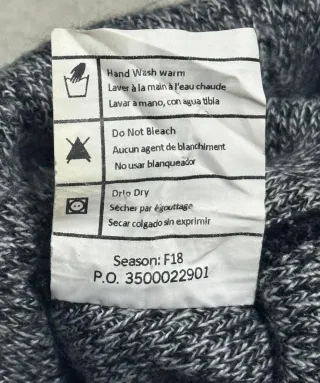 Hand Wash warm
Laver à la main à l'eau chaude
Lavar a mano, con agua tibla
Do Not Bleach
Aucun agent de blanchiment
No usar blanqueador
Drip Dry
Sécher par égouttage
Secar colgado sin exprimir
Season: F18
P.O. 3500022901